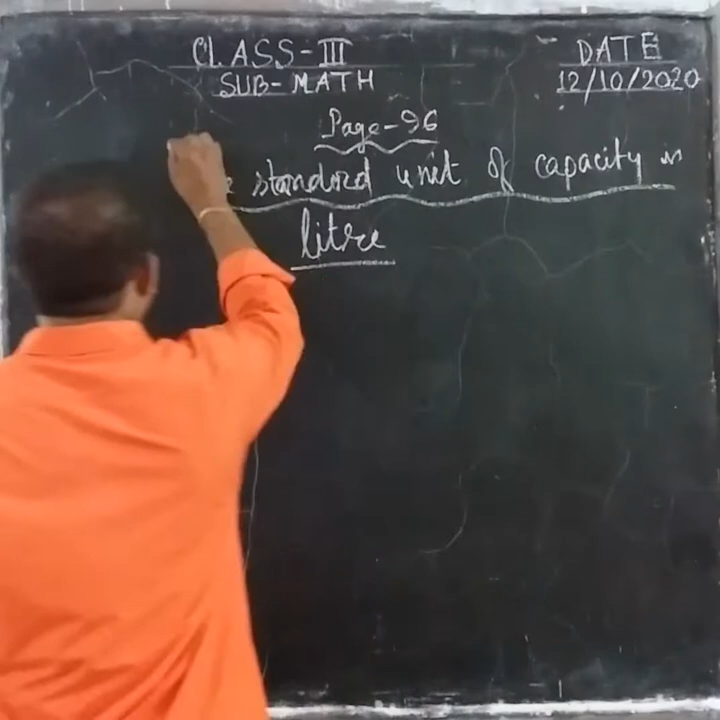 CLASS-III
DATE
SUB-MATH
12/10/2020
Page-96
standard unit of capacity is
litre